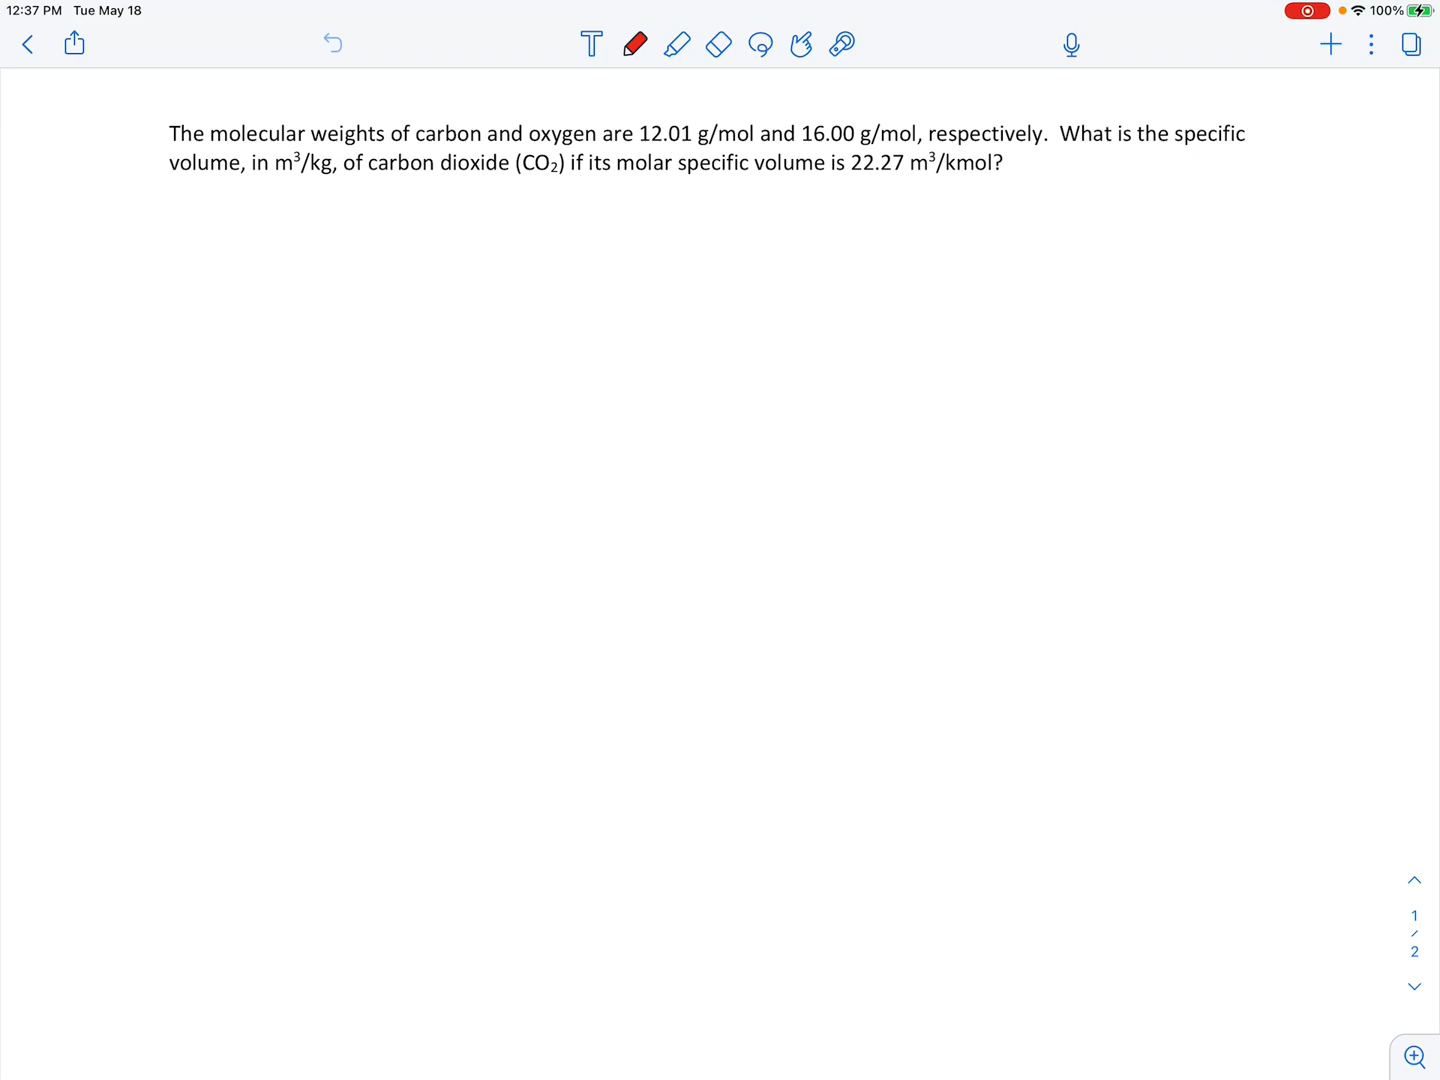 12:37 PM Tue May 18
100%
The molecular weights of carbon and oxygen are 12.01 g/mol and 16.00 g/mol, respectively. What is the specific
volume, in m³/kg, of carbon dioxide (CO₂) if its molar specific volume is 22.27 m³/kmol?
1
/
2